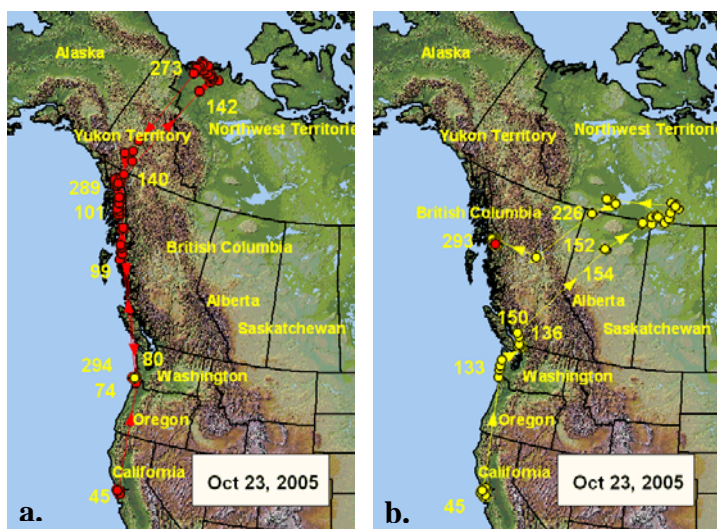 Alaska
273
142
Yukon Territory
Northwest Territorie
140
289
101
British Columbia
99
Alberta
Saskatchewan
80
294
Washington
74
Oregon
California
45
Oct 23, 2005
a.
Alaska
Yukon Territory
Northwest Territorie
British Columbia
226
293
152
154
Alberta
150
Saskatchewan
136
133
Washington
Oregon
California
45
Oct 23, 2005
b.